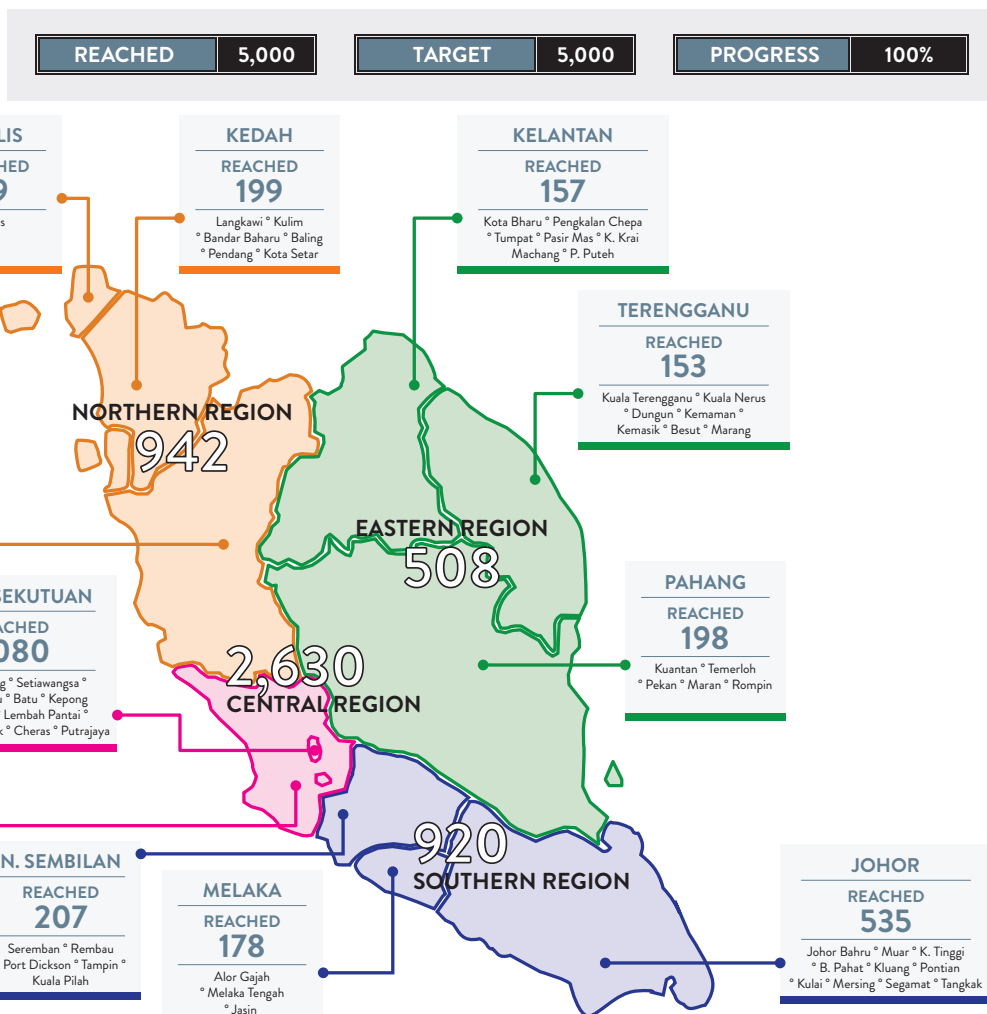 REACHED 5,000
TARGET 5,000
PROGRESS 100%
KEDAH
REACHED
199
Langkawi ° Kulim
° Bandar Baharu ° Baling
° Pendang ° Kota Setar
KELANTAN
REACHED
157
Kota Bharu ° Pengkalan Chepa
° Tumpat ° Pasir Mas ° K. Krai
Machang ° P. Puteh
TERENGGANU
REACHED
153
Kuala Terengganu ° Kuala Nerus
° Dungun ° Kemaman °
Kemasik ° Besut ° Marang
NORTHERN REGION
942
EASTERN REGION
508
PAHANG
REACHED
198
Kuantan ° Temerloh
° Pekan ° Maran ° Rompin
SEKUTUAN
ACHED
080
° Setiawangsa °
° Batu ° Kepong
° Lembah Pantai °
° Cheras ° Putrajaya
2,630
CENTRAL REGION
920
SOUTHERN REGION
N. SEMBILAN
REACHED
207
Seremban ° Rembau
Port Dickson ° Tampin °
Kuala Pilah
MELAKA
REACHED
178
Alor Gajah
° Melaka Tengah
° Jasin
JOHOR
REACHED
535
Johor Bahru ° Muar ° K. Tinggi
° B. Pahat ° Kluang ° Pontian
° Kulai ° Mersing ° Segamat ° Tangkak